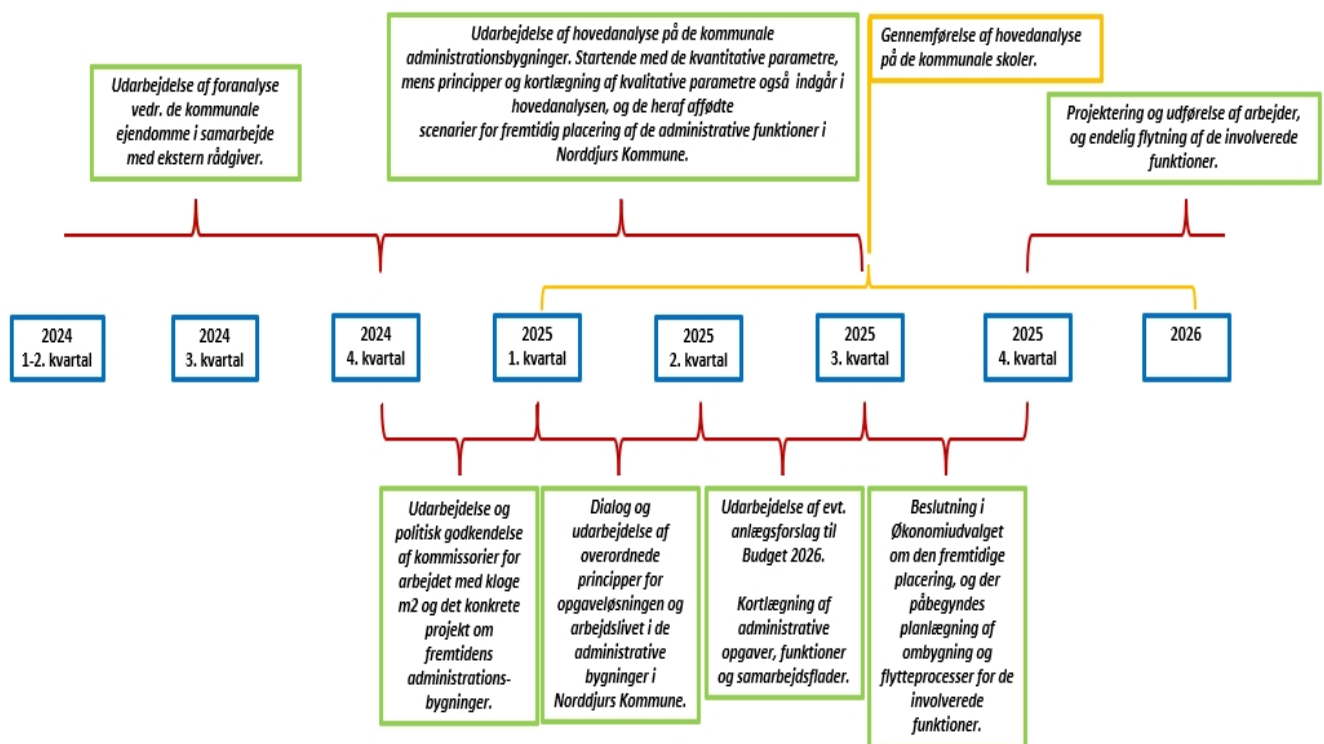 Udarbejdelse af foranalyse
vedr. de kommunale
ejendomme i samarbejde
med ekstern rådgiver.
Udarbejdelse af hovedanalyse på de kommunale
administrationsbygninger. Startende med de kvantitative parametre,
mens principper og kortlægning af kvalitative parametre også indgår i
hovedanalysen, og de heraf affødte
scenarier for fremtidig placering af de administrative funktioner i
Norddjurs Kommune.
Gennemførelse af hovedanalyse
på de kommunale skoler.
Projektering og udførelse af arbejder,
og endelig flytning af de involverede
funktioner.
2024
1-2. kvartal
2024
3. kvartal
2024
4. kvartal
2025
1. kvartal
2025
2. kvartal
2025
3. kvartal
2025
4. kvartal
2026
Udarbejdelse og
politisk godkendelse
af kommissorier for
arbejdet med kloge
m2 og det konkrete
projekt om
fremtidens
administrations-
bygninger.
Dialog og
udarbejdelse af
overordnede
principper for
opgaveløsningen og
arbejdslivet i de
administrative
bygninger i
Norddjurs Kommune.
Udarbejdelse af evt.
anlægsforslag til
Budget 2026.
Kortlægning af
administrative
opgaver, funktioner
og samarbejdsflader.
Beslutning i
Økonomiudvalget
om den fremtidige
placering, og der
påbegyndes
planlægning af
ombygning og
flytteprocesser for de
involverede
funktioner.